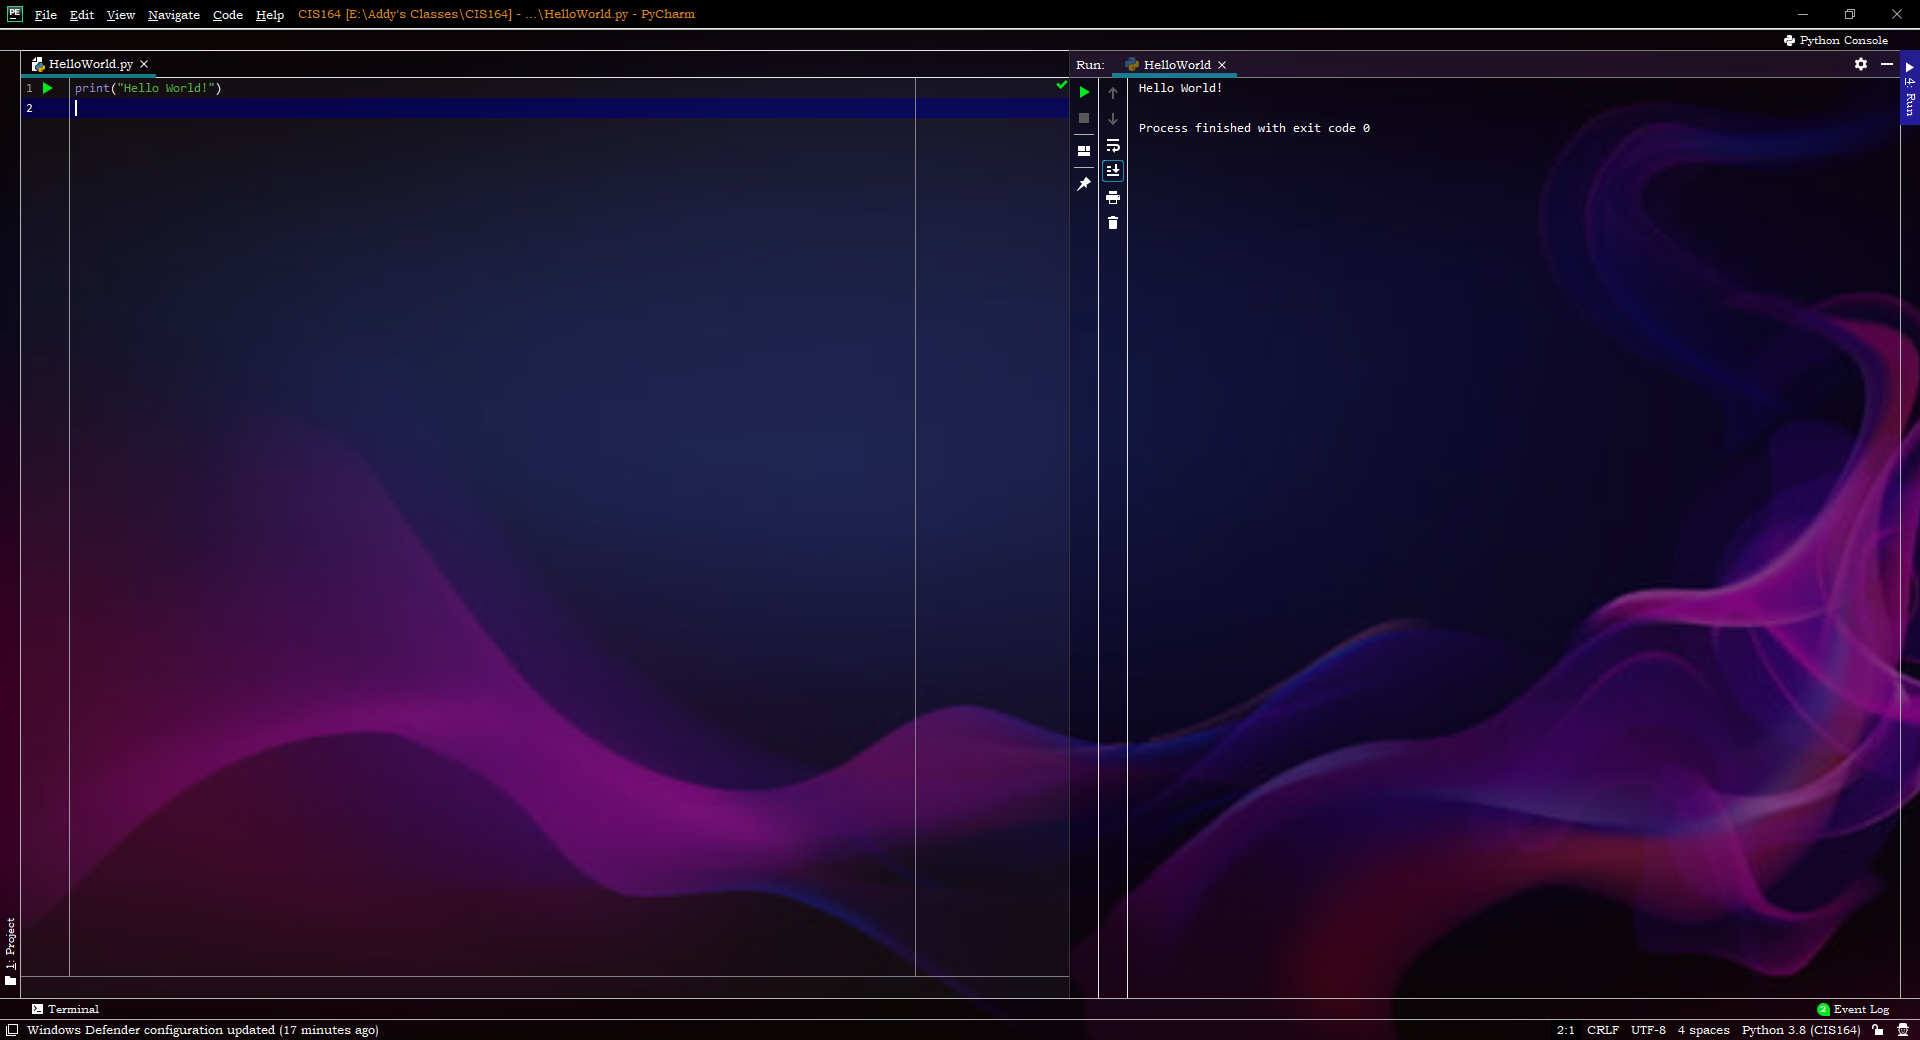 PE File Edit View Navigate Code Help CIS164 [E:\Addy's Classes\CIS164] - ...\HelloWorld.py - PyCharm
Python Console
HelloWorld.py
Run: HelloWorld
1 print("Hello World!")
2
Hello World!
Process finished with exit code 0
4: Run
1: Project
Terminal
2 Event Log
Windows Defender configuration updated (17 minutes ago)
2:1 CRLF UTF-8 4 spaces Python 3.8 (CIS164)